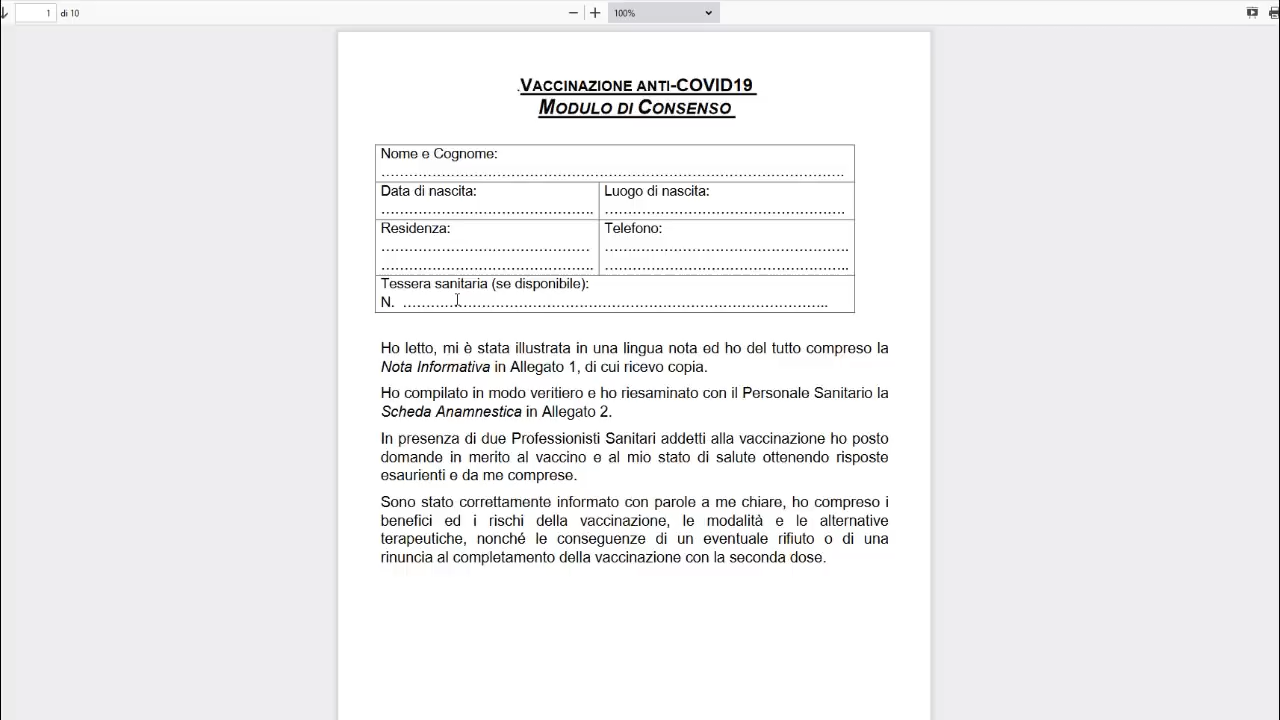 1 di 10
100%
VACCINAZIONE ANTI-COVID19
MODULO DI CONSENSO
Nome e Cognome:
Data di nascita:
Luogo di nascita:
Residenza:
Telefono:
Tessera sanitaria (se disponibile):
N.
Ho letto, mi è stata illustrata in una lingua nota ed ho del tutto compreso la
Nota Informativa in Allegato 1, di cui ricevo copia.
Ho compilato in modo veritiero e ho riesaminato con il Personale Sanitario la
Scheda Anamnestica in Allegato 2.
In presenza di due Professionisti Sanitari addetti alla vaccinazione ho posto
domande in merito al vaccino e al mio stato di salute ottenendo risposte
esaurienti e da me comprese.
Sono stato correttamente informato con parole a me chiare, ho compreso i
benefici ed i rischi della vaccinazione, le modalità e le alternative
terapeutiche, nonché le conseguenze di un eventuale rifiuto o di una
rinuncia al completamento della vaccinazione con la seconda dose.